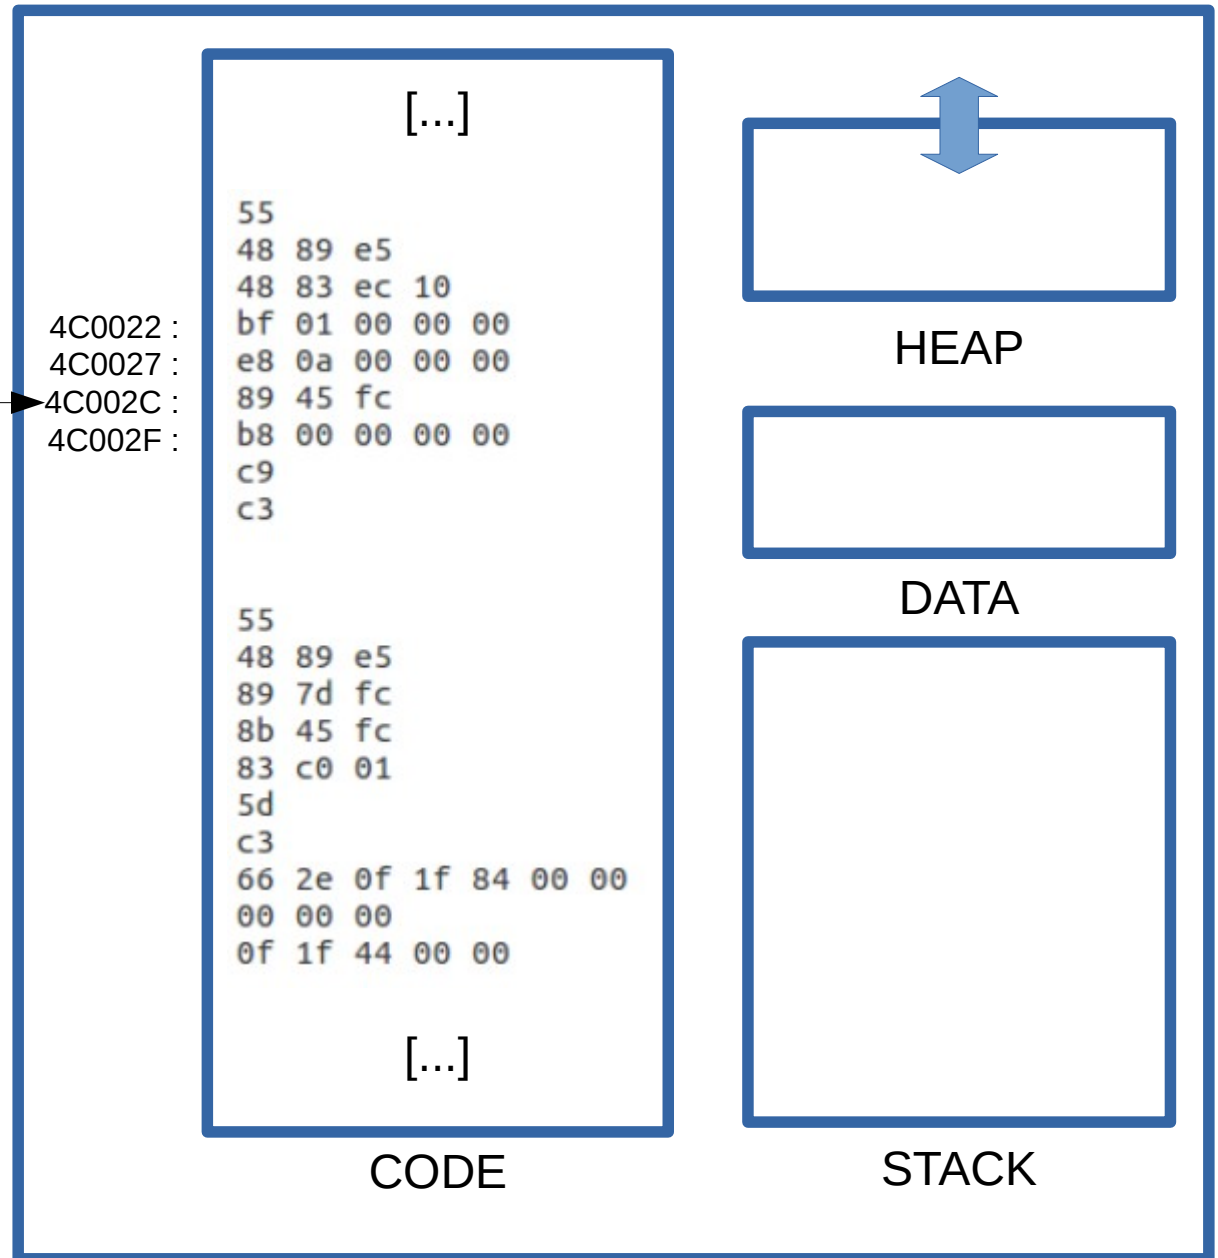 [...]
55
48 89 e5
48 83 ec 10
4C0022 : bf 01 00 00 00
4C0027 : e8 0a 00 00 00
4C002C : 89 45 fc
4C002F : b8 00 00 00 00
c9
c3
55
48 89 e5
89 7d fc
8b 45 fc
83 c0 01
5d
c3
66 2e 0f 1f 84 00 00
00 00 00
0f 1f 44 00 00
[...]
CODE
HEAP
DATA
STACK